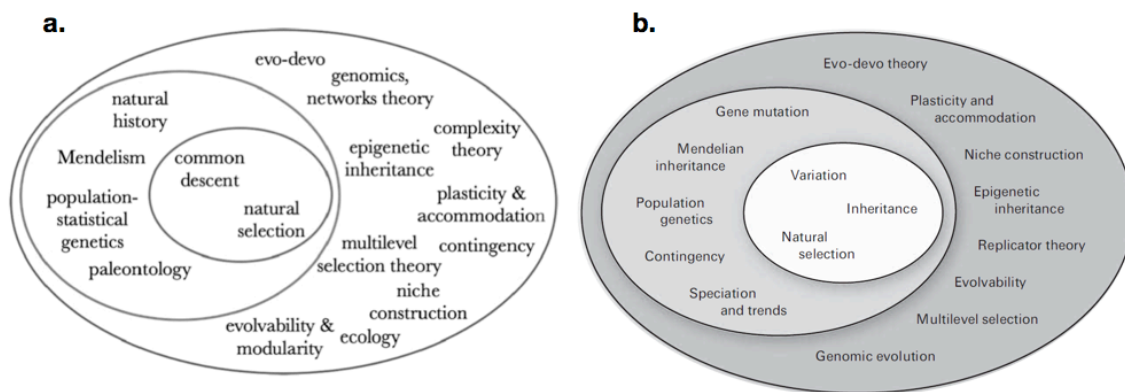 a.
evo-devo
genomics,
networks theory
natural
history
complexity
theory
epigenetic
inheritance
Mendelism
common
descent
plasticity &
accommodation
population-
statistical
genetics
natural
selection
contingency
multilevel
selection theory
paleontology
niche
construction
evolvability &
modularity
ecology
b.
Evo-devo theory
Gene mutation
Plasticity and
accommodation
Mendelian
inheritance
Niche construction
Variation
Population
genetics
Inheritance
Epigenetic
inheritance
Natural
selection
Replicator theory
Contingency
Evolvability
Speciation
and trends
Multilevel selection
Genomic evolution